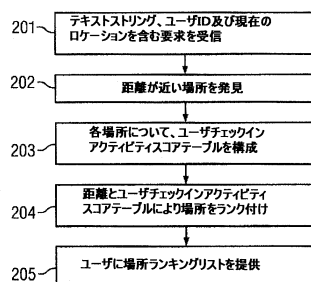 201
テキストストリング、ユーザID及び現在の
ロケーションを含む要求を受信
202
距離が近い場所を発見
203
各場所について、ユーザチェックイン
アクティビティスコアテーブルを構成
204
距離とユーザチェックインアクティビティ
スコアテーブルにより場所をランク付け
205
ユーザに場所ランキングリストを提供